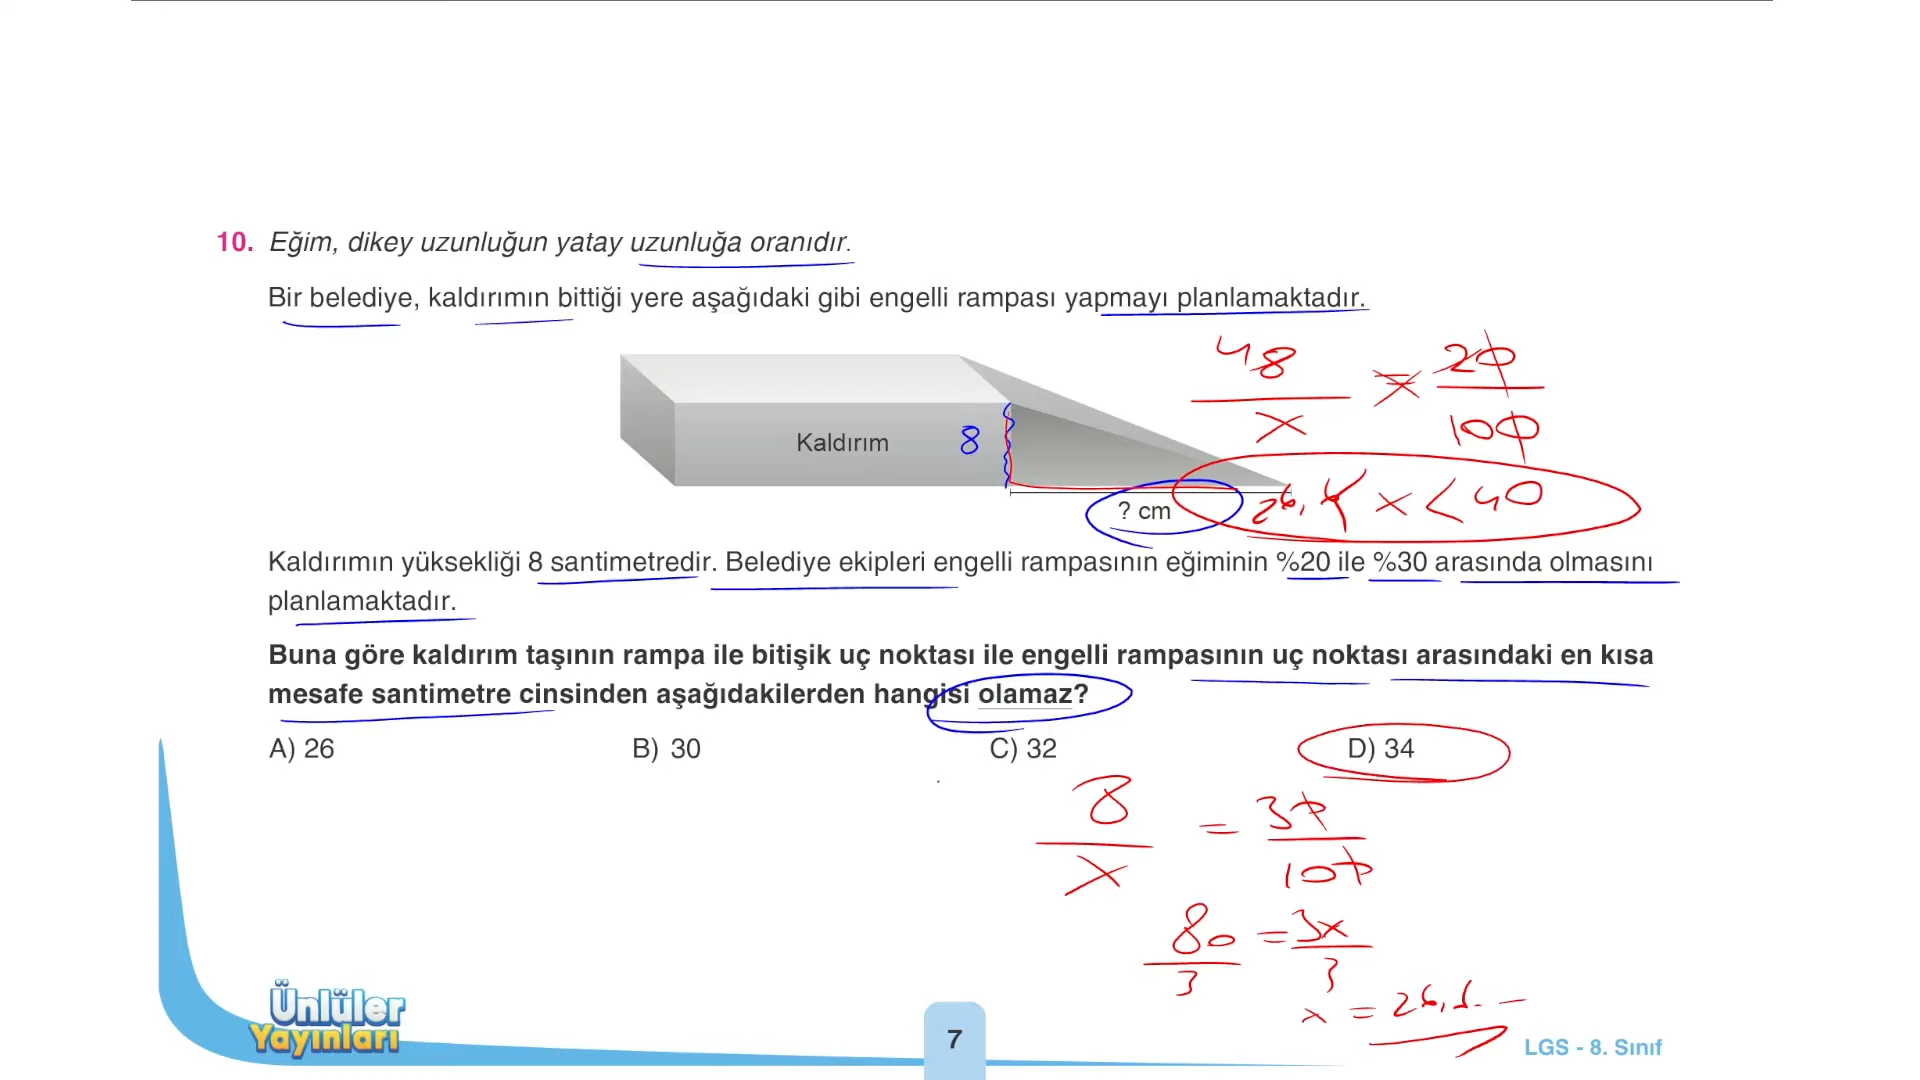 10. Eğim, dikey uzunluğun yatay uzunluğa oranıdır.
Bir belediye, kaldırımın bittiği yere aşağıdaki gibi engelli rampası yapmayı planlamaktadır.
48
x
20
100
Kaldırım
8
? cm
26,
x < 40
Kaldırımın yüksekliği 8 santimetredir. Belediye ekipleri engelli rampasının eğiminin %20 ile %30 arasında olmasını
planlamaktadır.
Buna göre kaldırım taşının rampa ile bitişik uç noktası ile engelli rampasının uç noktası arasındaki en kısa
mesafe santimetre cinsinden aşağıdakilerden hangisi olamaz?
A) 26 B) 30 C) 32 D) 34
8 = 30
x 100
80 = 3x
3 3
x = 26,
Ünlüler
Yayınları
7
LGS - 8. Sınıf